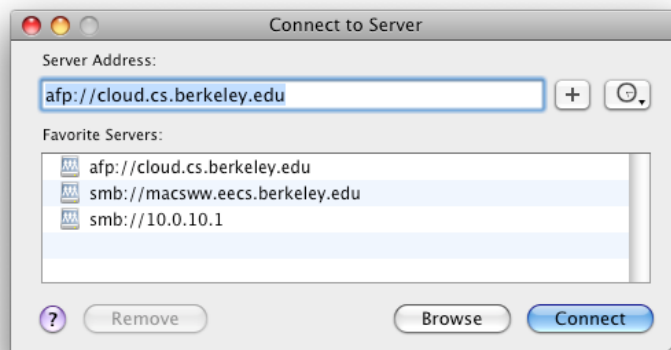 Connect to Server
Server Address:
afp://cloud.cs.berkeley.edu
+
Favorite Servers:
afp://cloud.cs.berkeley.edu
smb://macsww.eecs.berkeley.edu
smb://10.0.10.1
? Remove Browse Connect